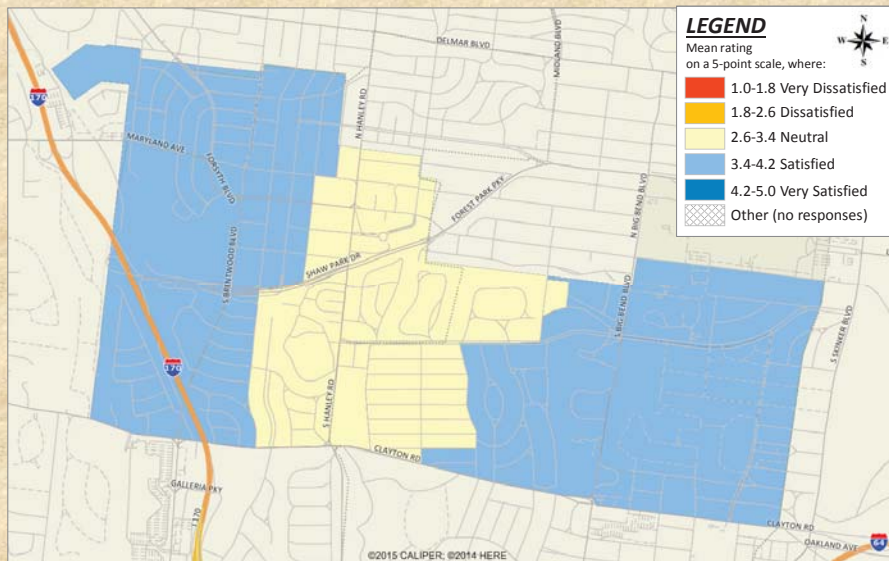 LEGEND
N
W E
S
Mean rating
on a 5-point scale, where:
1.0-1.8 Very Dissatisfied
1.8-2.6 Dissatisfied
2.6-3.4 Neutral
3.4-4.2 Satisfied
4.2-5.0 Very Satisfied
Other (no responses)
DELMAR BLVD
MIDLAND BLVD
170
N HANLEY RD
MARYLAND AVE
FORSYTH BLVD
FOREST PARK PKY
N BIG BEND BLVD
SHAW PARK DR
S BRENTWOOD BLVD
S BIG BEND BLVD
S SKINKER BLVD
170
S HANLEY RD
CLAYTON RD
GALLERIA PKY
I 170
CLAYTON RD
OAKLAND AVE
64
©2015 CALIPER; ©2014 HERE